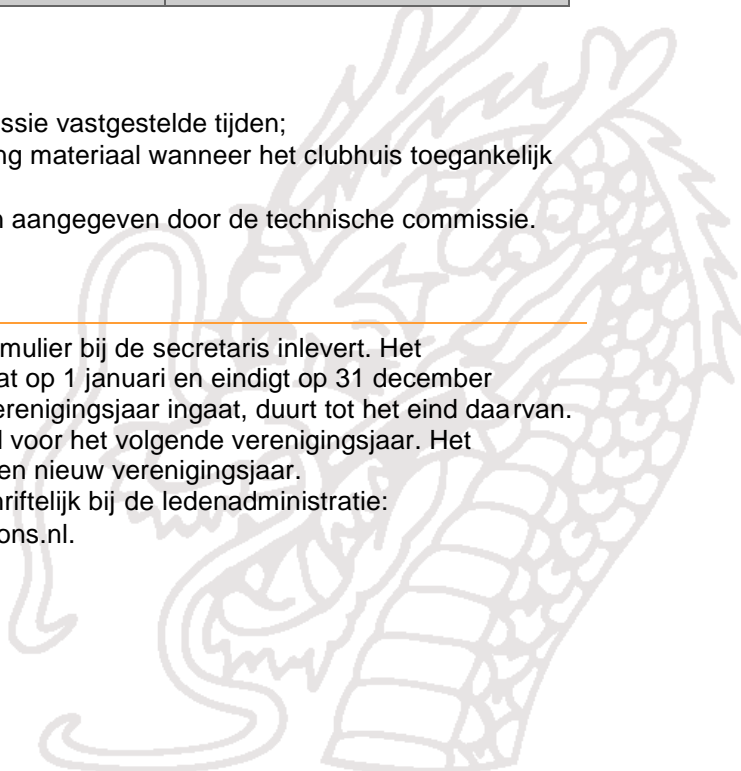 ssie vastgestelde tijden;
ng materiaal wanneer het clubhuis toegankelijk
n aangegeven door de technische commissie.
mulier bij de secretaris inlevert. Het
at op 1 januari en eindigt op 31 december
erenigingsjaar ingaat, duurt tot het eind daarvan.
l voor het volgende verenigingsjaar. Het
en nieuw verenigingsjaar.
hriftelijk bij de ledenadministratie:
ons.nl.